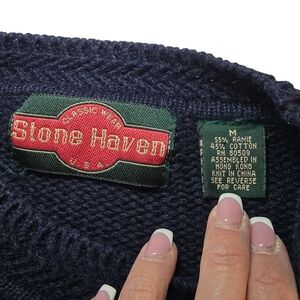 CLASSIC WEAR
Stone Haven
U.S.A
M
55% RAMIE
45% COTTON
RN 80509
ASSEMBLED IN
HONG KONG
KNIT IN CHINA
SEE REVERSE
FOR CARE